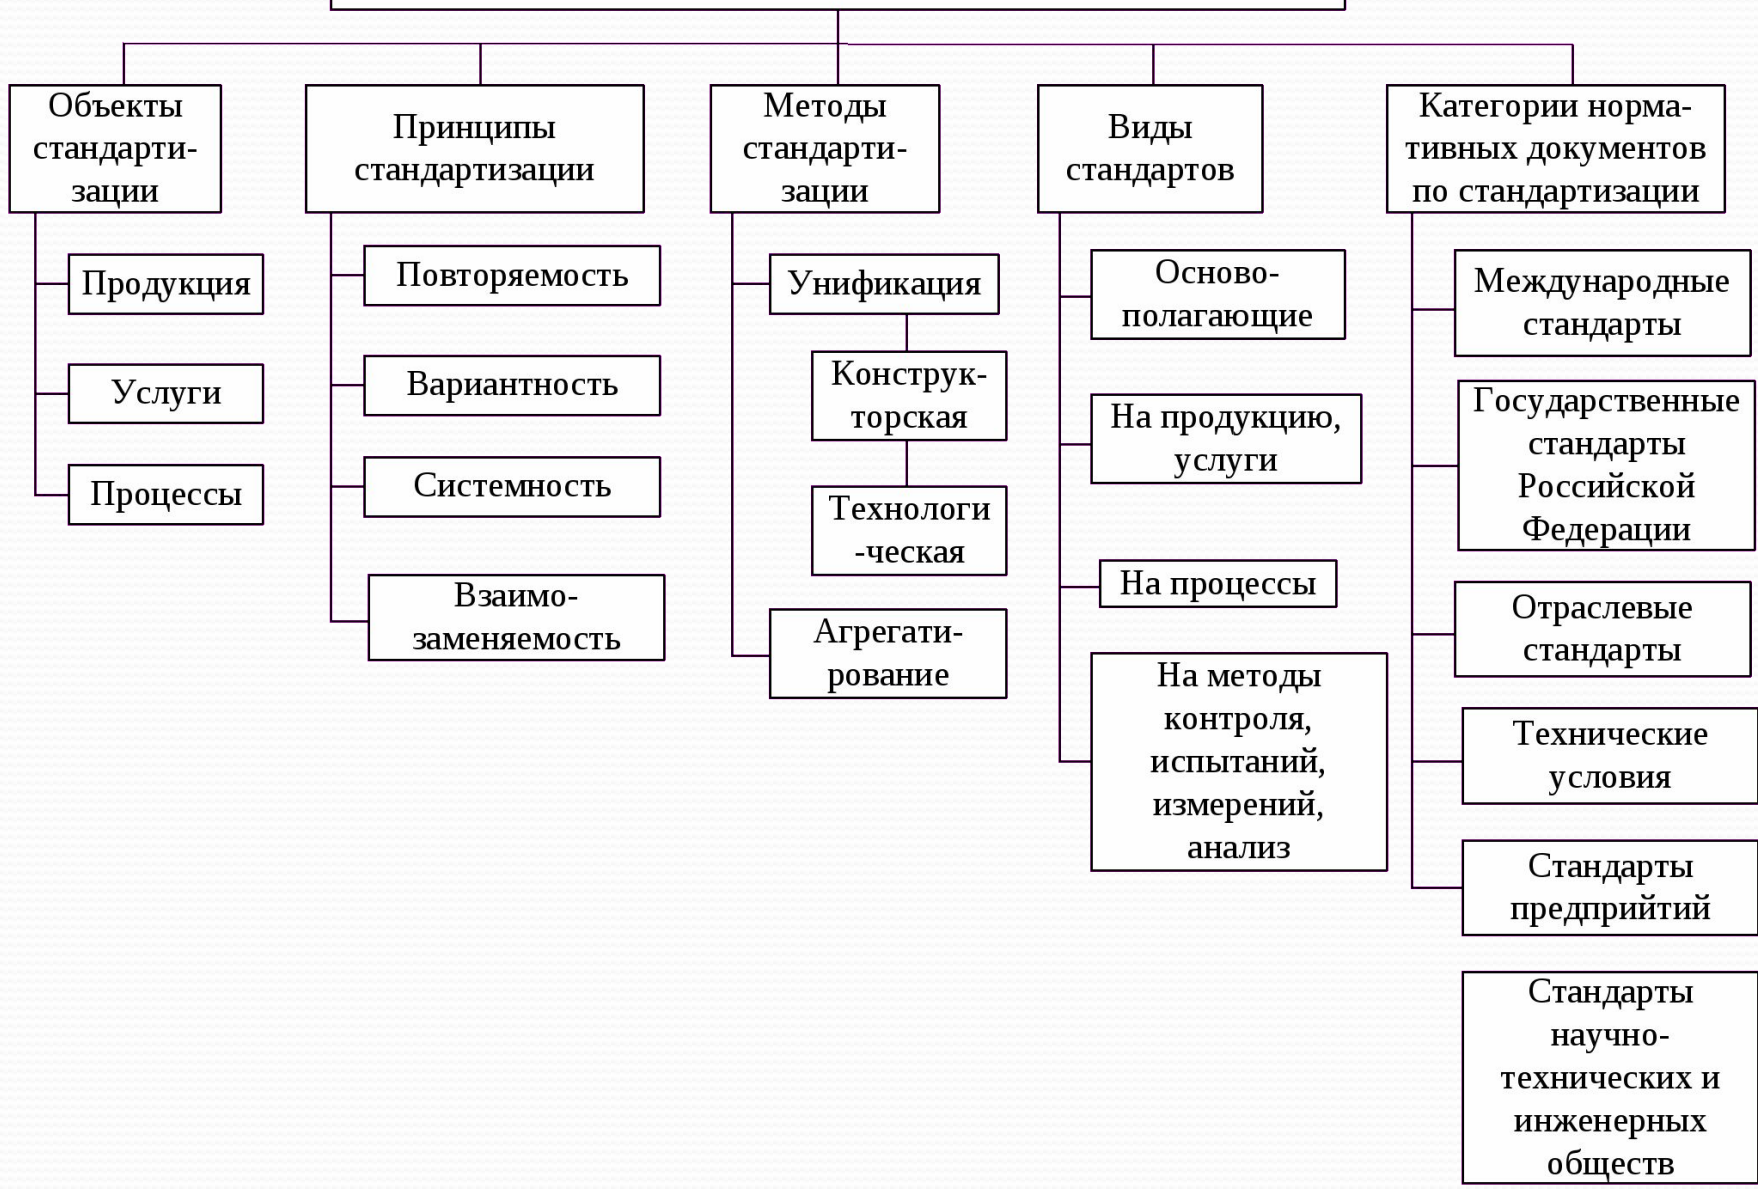 Объекты
стандарти-
зации
Продукция
Услуги
Процессы
Принципы
стандартизации
Повторяемость
Вариантность
Системность
Взаимо-
заменяемость
Методы
стандарти-
зации
Унификация
Конструк-
торская
Технологи
-ческая
Агрегати-
рование
Виды
стандартов
Осново-
полагающие
На продукцию,
услуги
На процессы
На методы
контроля,
испытаний,
измерений,
анализ
Категории норма-
тивных документов
по стандартизации
Международные
стандарты
Государственные
стандарты
Российской
Федерации
Отраслевые
стандарты
Технические
условия
Стандарты
предприйтий
Стандарты
научно-
технических и
инженерных
обществ